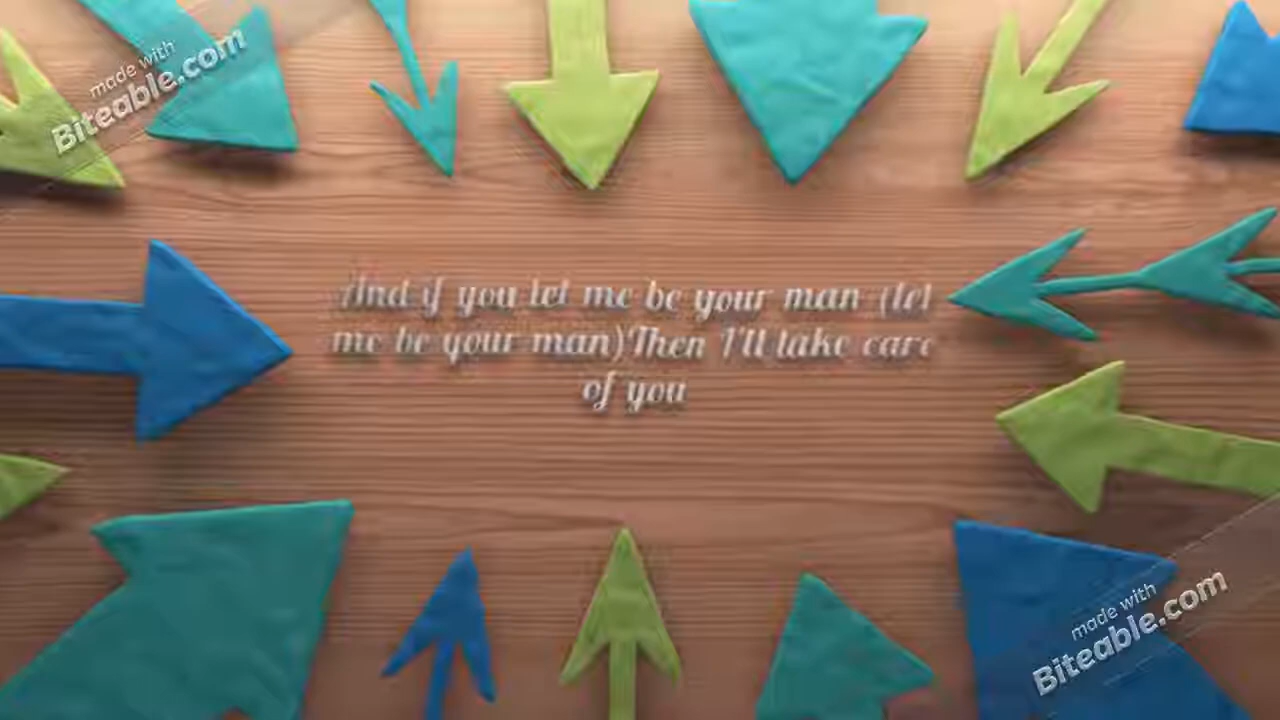 made with
Biteable.com
And if you let me be your man (let
me be your man)Then I'll take care
of you
made with
Biteable.com